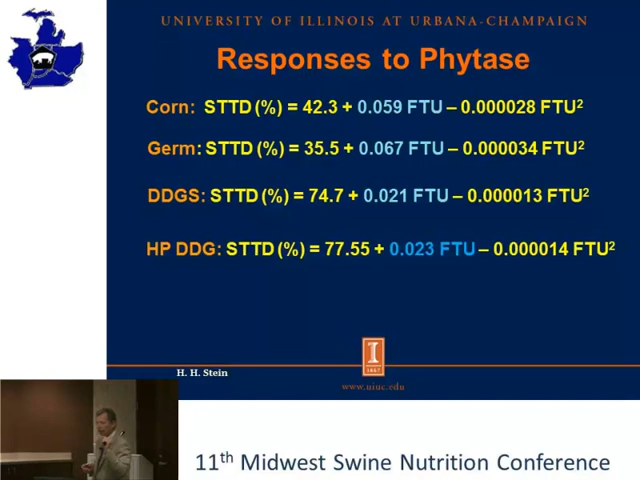 UNIVERSITY OF ILLINOIS AT URBANA-CHAMPAIGN
Responses to Phytase
Corn: STTD (%) = 42.3 + 0.059 FTU – 0.000028 FTU²
Germ: STTD (%) = 35.5 + 0.067 FTU – 0.000034 FTU²
DDGS: STTD (%) = 74.7 + 0.021 FTU – 0.000013 FTU²
HP DDG: STTD (%) = 77.55 + 0.023 FTU – 0.000014 FTU²
I
1867
H. H. Stein
www.uiuc.edu
11th Midwest Swine Nutrition Conference